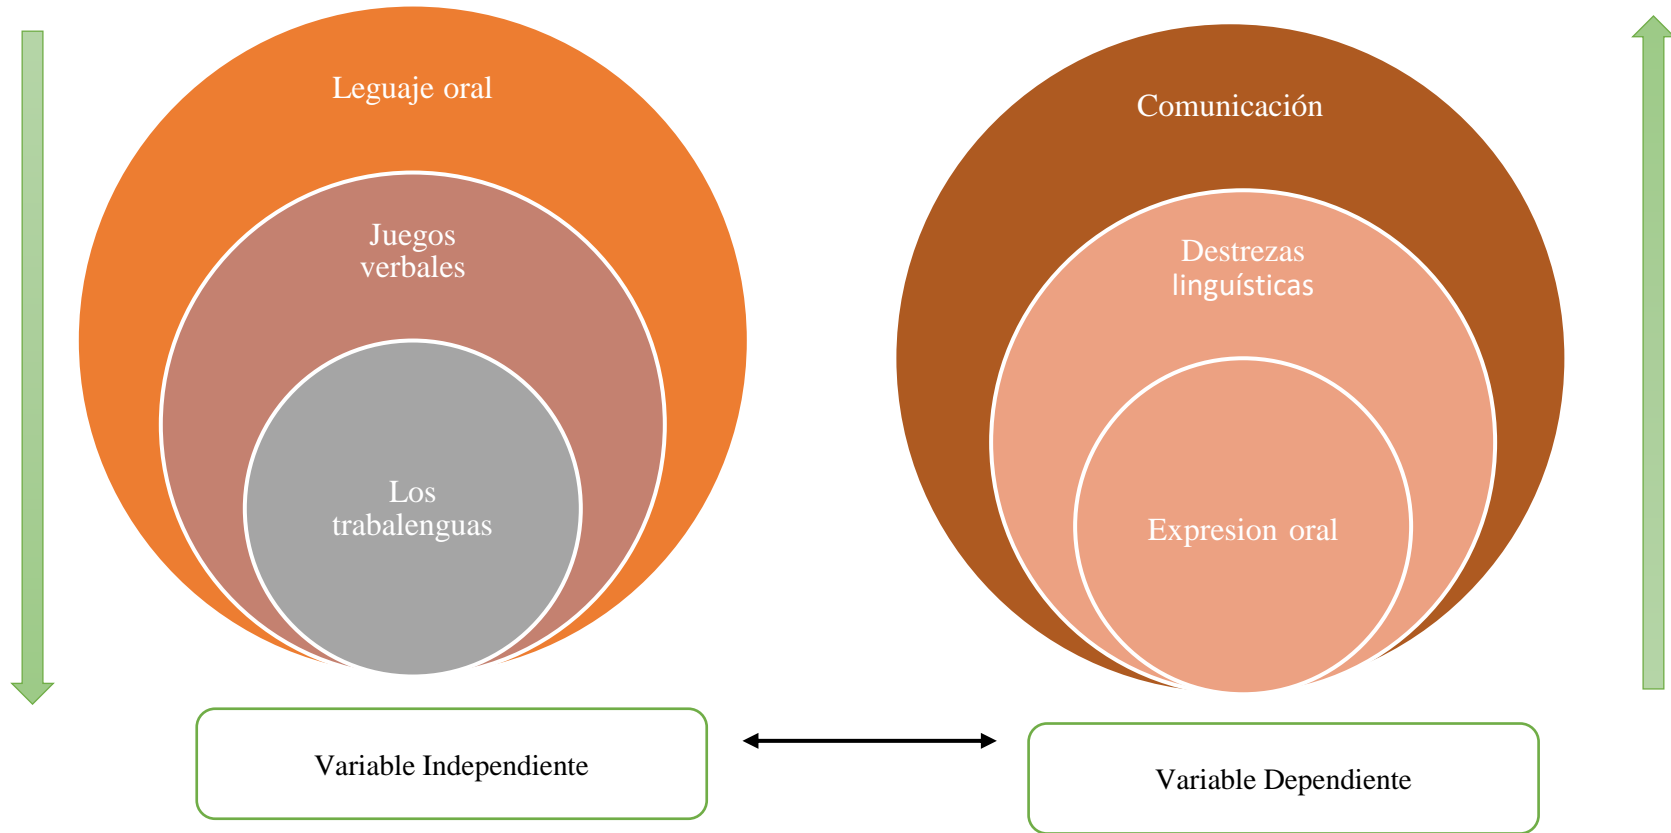 Leguaje oral
Juegos
verbales
Los
trabalenguas
Variable Independiente
Comunicación
Destrezas
linguísticas
Expresion oral
Variable Dependiente